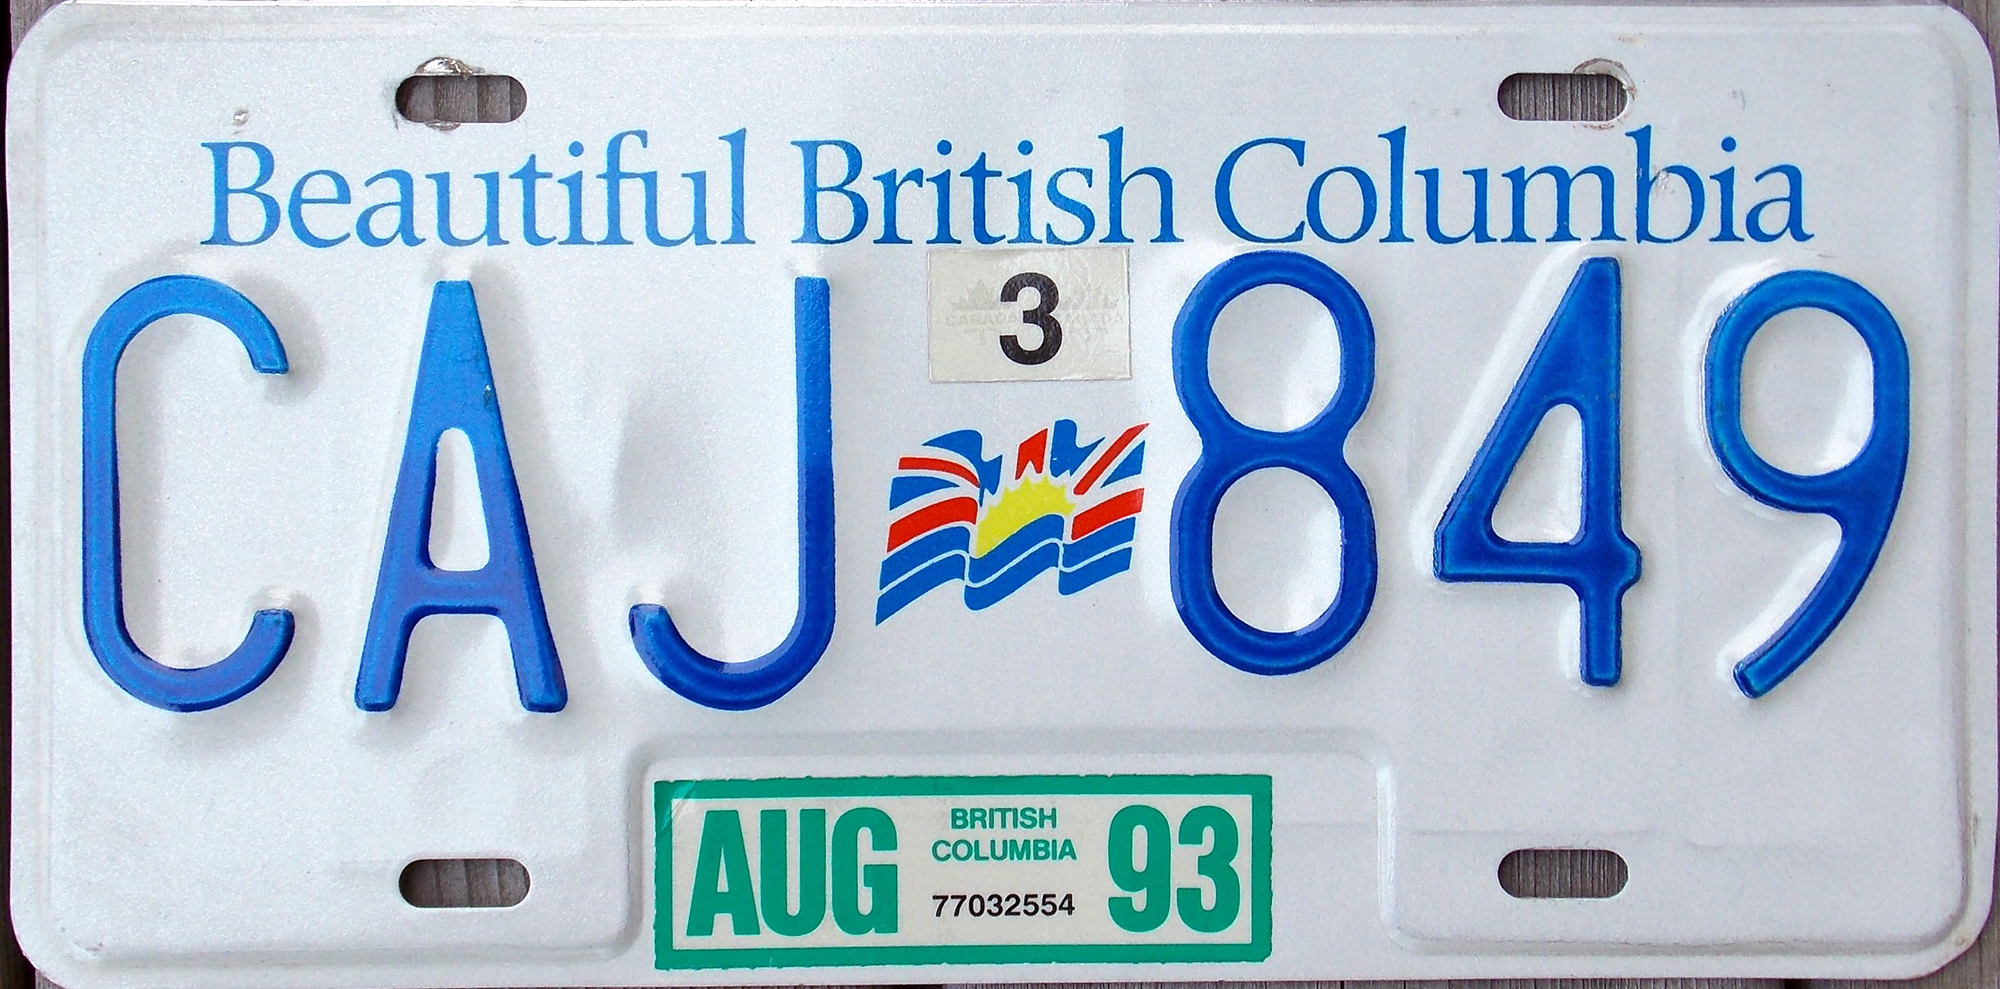 Beautiful British Columbia
3
CAJ 849
AUG BRITISH COLUMBIA 77032554 93